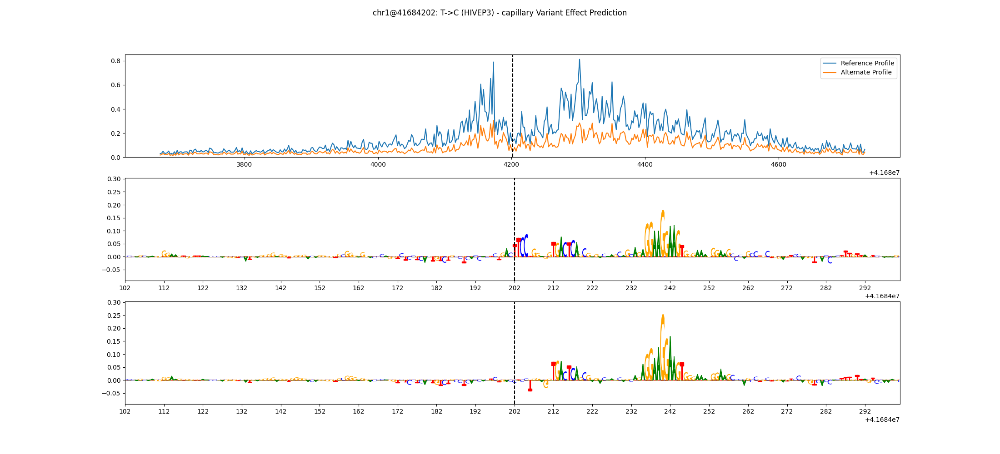 chr1@41684202: T->C (HIVEP3) - capillary Variant Effect Prediction
0.8
0.6
0.4
0.2
0.0
Reference Profile
Alternate Profile
3800 4000 4200 4400 4600
+4.168e7
0.30
0.25
0.20
0.15
0.10
0.05
0.00
−0.05
102 112 122 132 142 152 162 172 182 192 202 212 222 232 242 252 262 272 282 292
+4.1684e7
0.30
0.25
0.20
0.15
0.10
0.05
0.00
−0.05
102 112 122 132 142 152 162 172 182 192 202 212 222 232 242 252 262 272 282 292
+4.1684e7